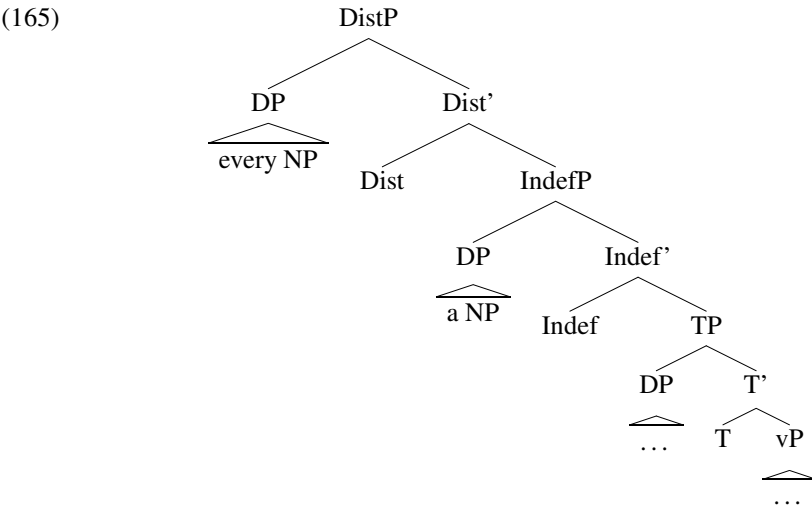 (165) DistP
DP Dist’
every NP
Dist IndefP
DP Indef’
a NP
Indef TP
DP T’
. . . T vP
. . .